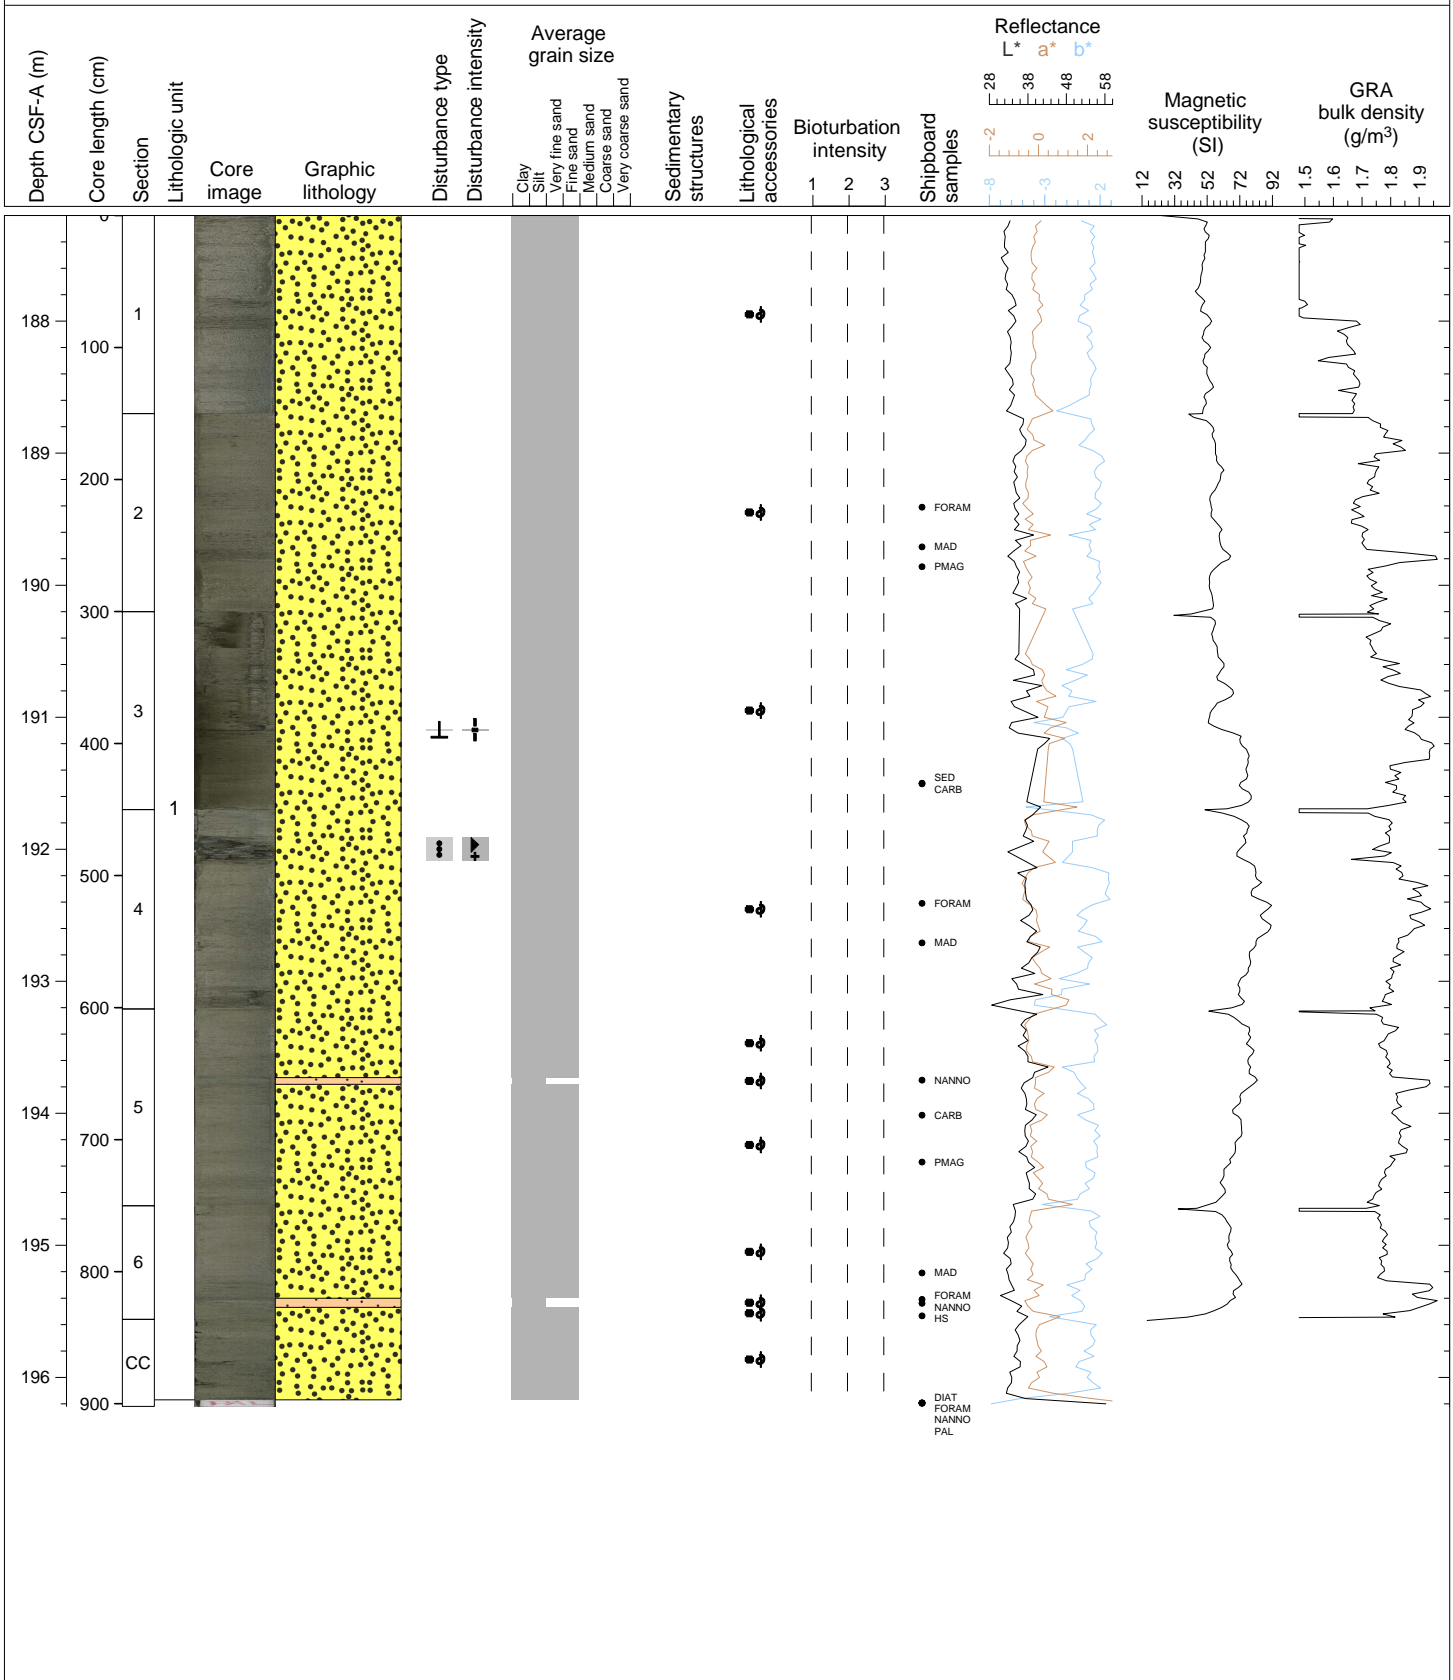 Depth CSF-A (m)
Core length (cm)
Section
Lithologic unit
Core
image
Graphic
lithology
Disturbance type
Disturbance intensity
Average
grain size
Clay
Silt
Very fine sand
Fine sand
Medium sand
Coarse sand
Very coarse sand
Sedimentary
structures
Lithological
accessories
Bioturbation
intensity
1 2 3
Shipboard
samples
Reflectance
L* a* b*
28 38 48 58
-2 0 2
-8 -3 2
Magnetic
susceptibility
(SI)
12 32 52 72 92
GRA
bulk density
(g/m3)
1.5 1.6 1.7 1.8 1.9
0
1
188
100
189
200
2
FORAM
MAD
PMAG
190
300
3
191
400
SED
CARB
1
192
500
4
FORAM
MAD
193
600
NANNO
5
194
CARB
700
PMAG
195
6
800
MAD
FORAM
NANNO
HS
CC
196
900
DIAT
FORAM
NANNO
PAL